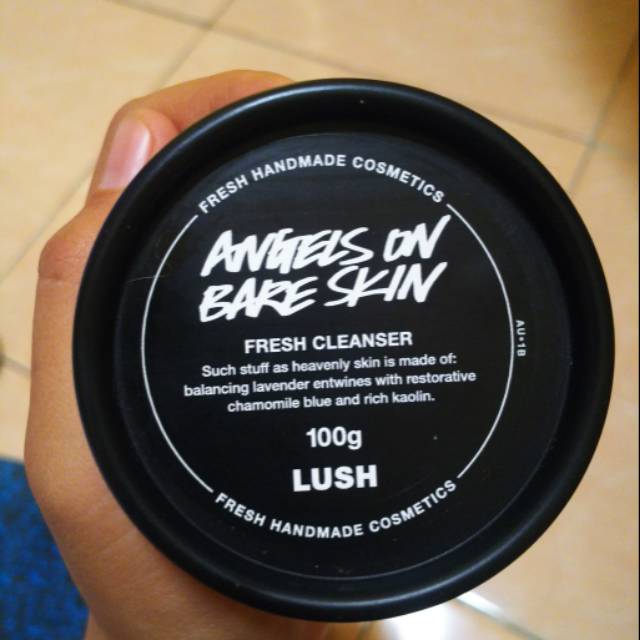 FRESH HANDMADE COSMETICS
ANGELS ON
BARE SKIN
FRESH CLEANSER
Such stuff as heavenly skin is made of:
balancing lavender entwines with restorative
chamomile blue and rich kaolin.
100g
LUSH
FRESH HANDMADE COSMETICS
AU•1B